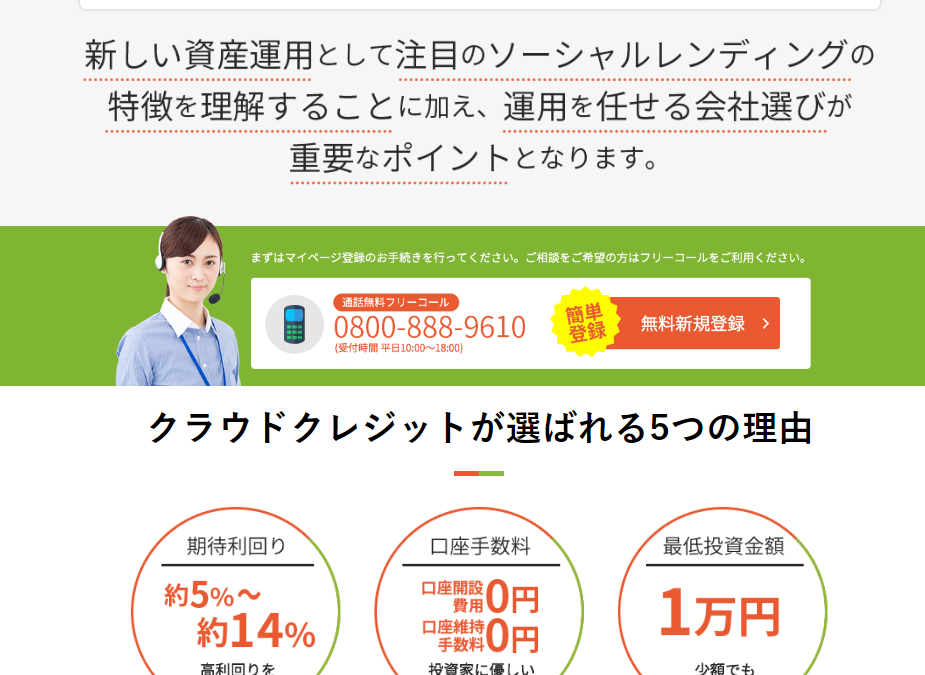 新しい資産運用として注目のソーシャルレンディングの
特徴を理解することに加え、運用を任せる会社選びが
重要なポイントとなります。
まずはマイページ登録のお手続きを行ってください。ご相談をご希望の方はフリーコールをご利用ください。
通話無料フリーコール
0800-888-9610
(受付時間 平日10:00～18:00)
簡単
登録
無料新規登録
クラウドクレジットが選ばれる5つの理由
期待利回り
約5%～
約14%
高利回りを
口座手数料
口座開設
費用0円
口座維持
手数料0円
投資家に優しい
最低投資金額
1万円
少額でも